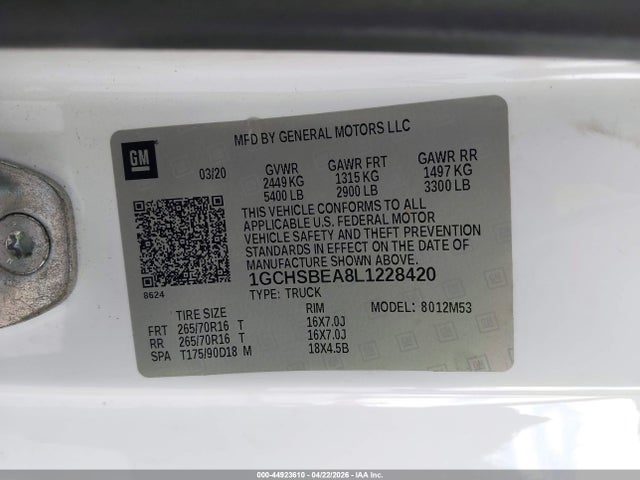 MFD BY GENERAL MOTORS LLC
GM
03/20 GVWR GAWR FRT GAWR RR
2449 KG 1315 KG 1497 KG
5400 LB 2900 LB 3300 LB
THIS VEHICLE CONFORMS TO ALL
APPLICABLE U.S. FEDERAL MOTOR
VEHICLE SAFETY AND THEFT PREVENTION
STANDARDS IN EFFECT ON THE DATE OF
MANUFACTURE SHOWN ABOVE.
1GCHSBEA8L1228420
8624
TYPE: TRUCK
TIRE SIZE RIM MODEL: 8012M53
FRT 265/70R16 T 16X7.0J
RR 265/70R16 T 16X7.0J
SPA T175/90D18 M 18X4.5B
000-44923610 - 04/22/2026 - IAAI.COM